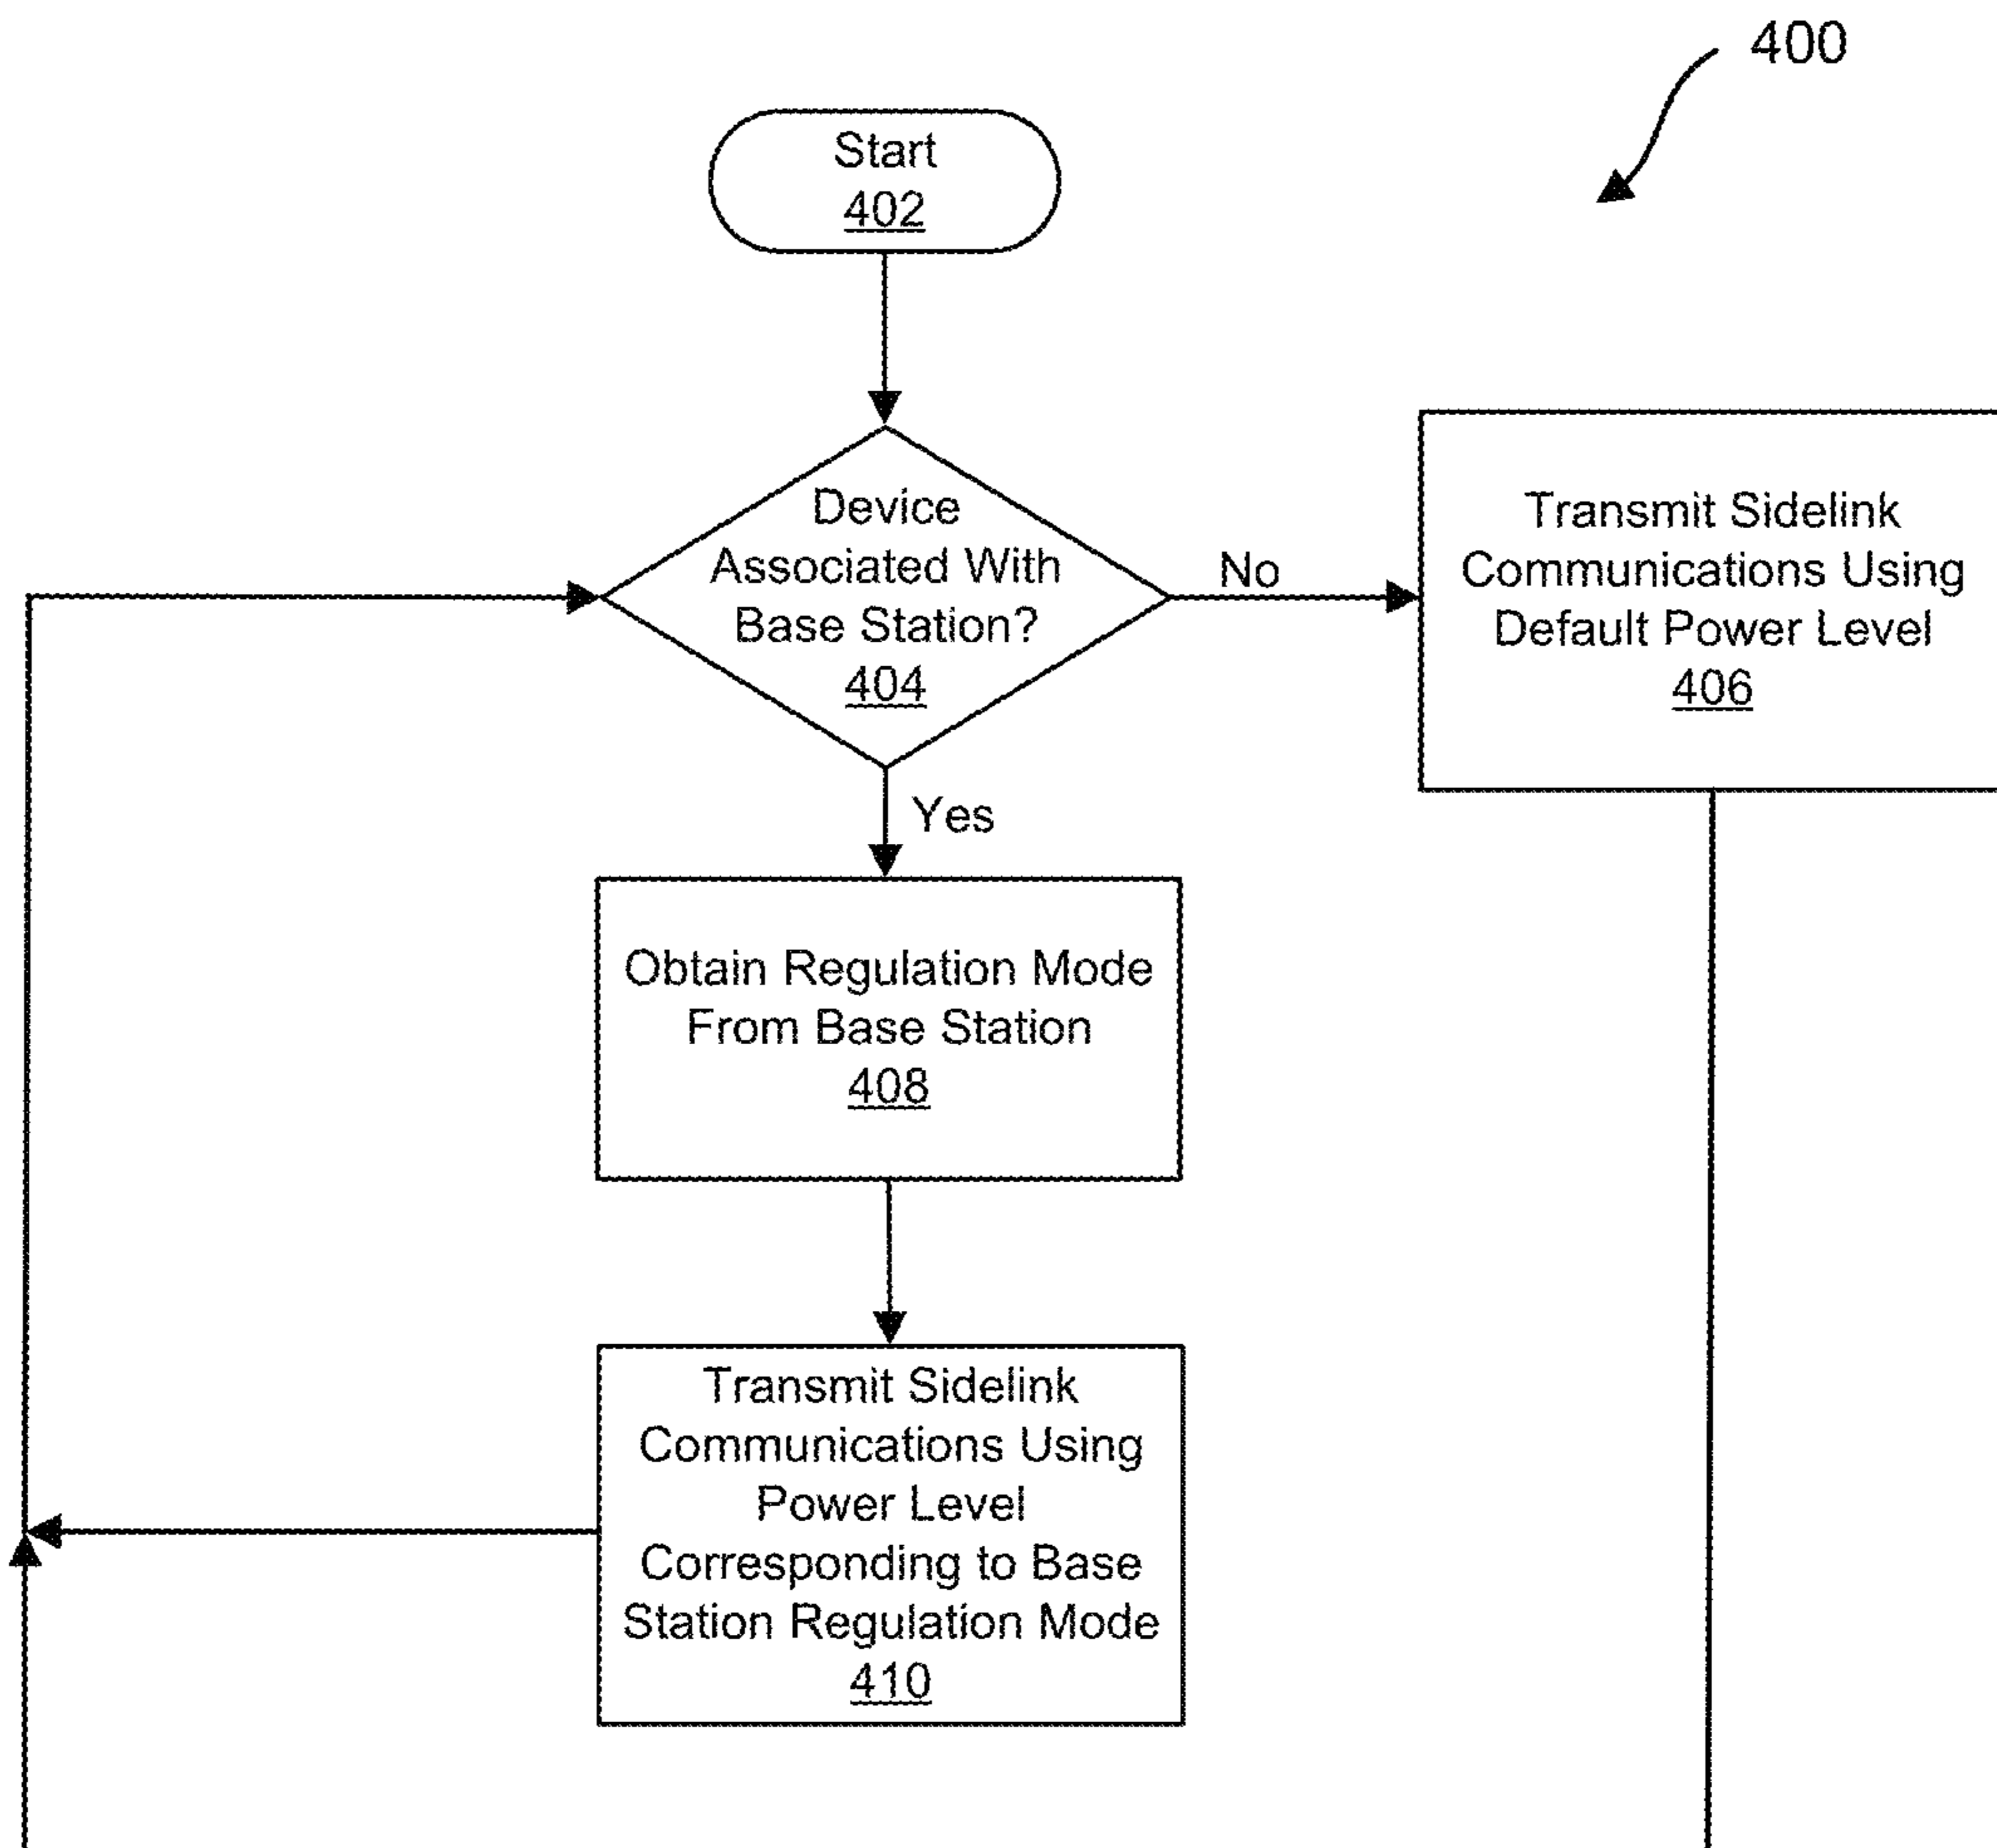 400
Start
402
Device
Associated With
Base Station?
404
No
Transmit Sidelink
Communications Using
Default Power Level
406
Yes
Obtain Regulation Mode
From Base Station
408
Transmit Sidelink
Communications Using
Power Level
Corresponding to Base
Station Regulation Mode
410